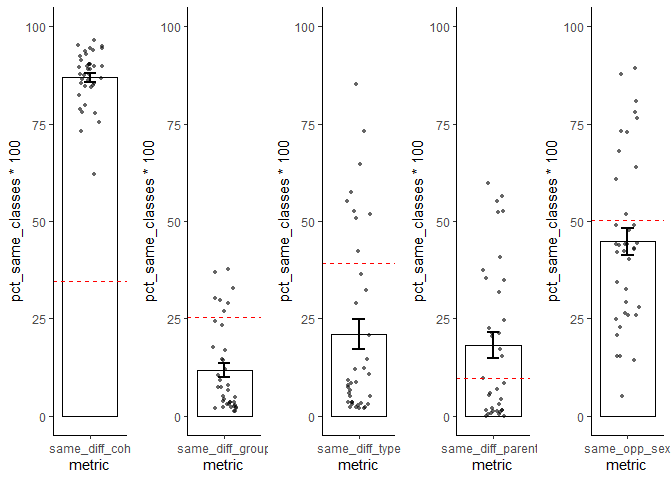 100
75
50
25
0
pct_same_classes * 100
same_diff_coh
metric
100
75
50
25
0
pct_same_classes * 100
same_diff_group
metric
100
75
50
25
0
pct_same_classes * 100
same_diff_type
metric
100
75
50
25
0
pct_same_classes * 100
same_diff_parent
metric
100
75
50
25
0
pct_same_classes * 100
same_opp_sex
metric